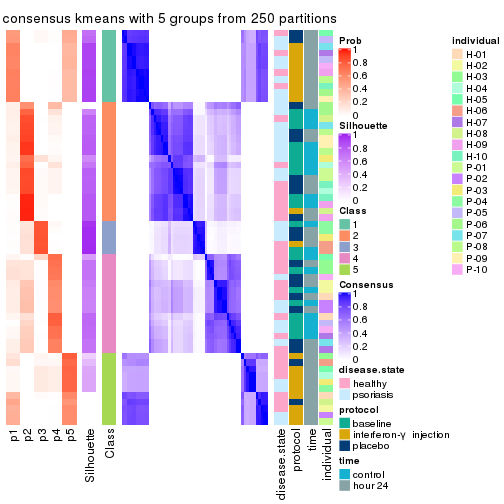 consensus kmeans with 5 groups from 250 partitions
p1
p2
p3
p4
p5
Silhouette
Class
disease.state
protocol
time
individual
Prob
1
0.8
0.6
0.4
0.2
0
Silhouette
1
0.8
0.6
0.4
0.2
0
Class
1
2
3
4
5
Consensus
1
0.8
0.6
0.4
0.2
0
disease.state
healthy
psoriasis
protocol
baseline
interferon-γ injection
placebo
time
control
hour 24
individual
H-01
H-02
H-03
H-04
H-05
H-06
H-07
H-08
H-09
H-10
P-01
P-02
P-03
P-04
P-05
P-06
P-07
P-08
P-09
P-10